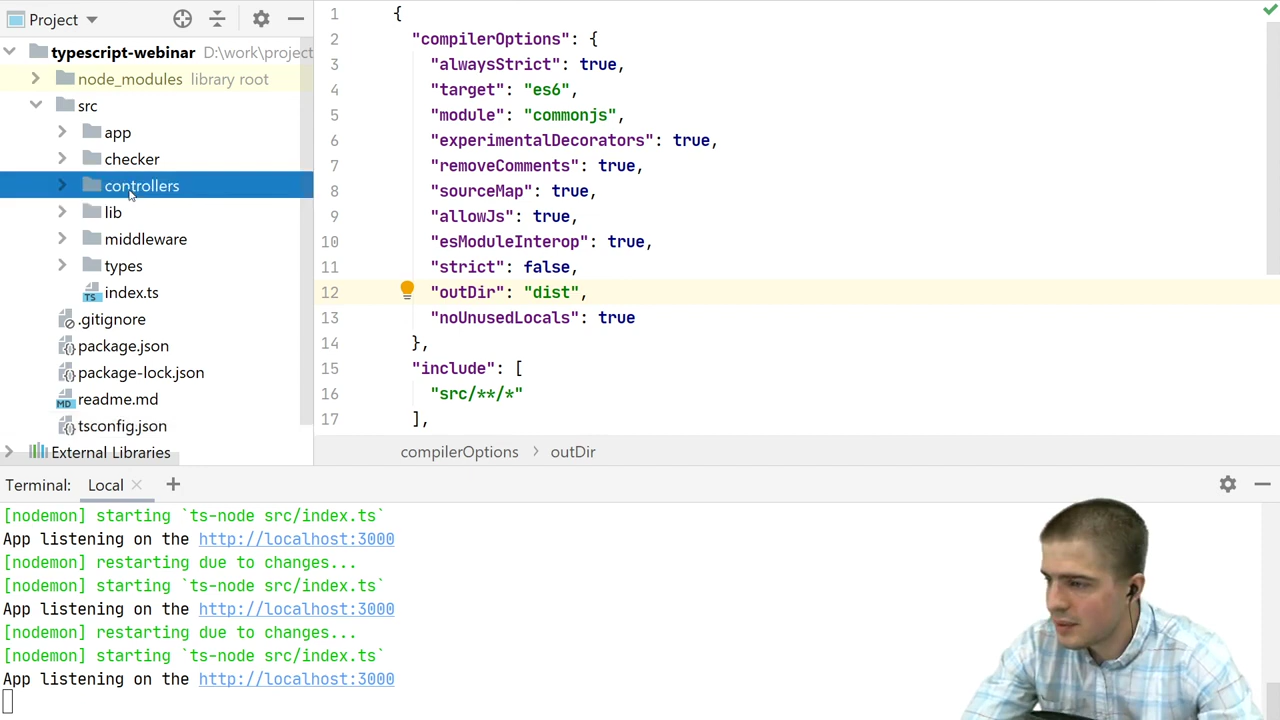 Project
typescript-webinar D:\work\project
node_modules library root
src
app
checker
controllers
lib
middleware
types
index.ts
.gitignore
package.json
package-lock.json
readme.md
tsconfig.json
External Libraries
1 {
2 "compilerOptions": {
3 "alwaysStrict": true,
4 "target": "es6",
5 "module": "commonjs",
6 "experimentalDecorators": true,
7 "removeComments": true,
8 "sourceMap": true,
9 "allowJs": true,
10 "esModuleInterop": true,
11 "strict": false,
12 "outDir": "dist",
13 "noUnusedLocals": true
14 },
15 "include": [
16 "src/**/*"
17 ],
compilerOptions > outDir
Terminal: Local × +
[nodemon] starting `ts-node src/index.ts`
App listening on the http://localhost:3000
[nodemon] restarting due to changes...
[nodemon] starting `ts-node src/index.ts`
App listening on the http://localhost:3000
[nodemon] restarting due to changes...
[nodemon] starting `ts-node src/index.ts`
App listening on the http://localhost:3000